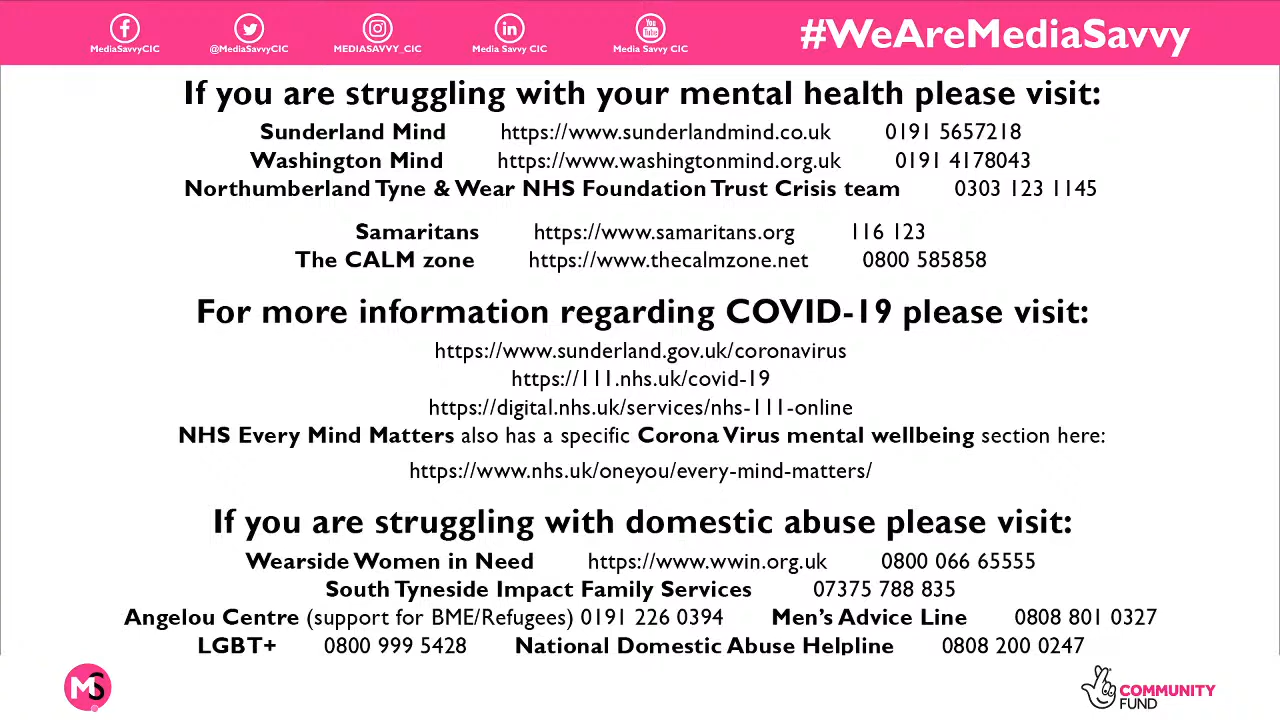 MediaSavvyCIC @MediaSavvyCIC MEDIASAVVY_CIC Media Savvy CIC Media Savvy CIC #WeAreMediaSavvy
If you are struggling with your mental health please visit:
Sunderland Mind https://www.sunderlandmind.co.uk 0191 5657218
Washington Mind https://www.washingtonmind.org.uk 0191 4178043
Northumberland Tyne & Wear NHS Foundation Trust Crisis team 0303 123 1145
Samaritans https://www.samaritans.org 116 123
The CALM zone https://www.thecalmzone.net 0800 585858
For more information regarding COVID-19 please visit:
https://www.sunderland.gov.uk/coronavirus
https://111.nhs.uk/covid-19
https://digital.nhs.uk/services/nhs-111-online
NHS Every Mind Matters also has a specific Corona Virus mental wellbeing section here:
https://www.nhs.uk/oneyou/every-mind-matters/
If you are struggling with domestic abuse please visit:
Wearside Women in Need https://www.wwin.org.uk 0800 066 65555
South Tyneside Impact Family Services 07375 788 835
Angelou Centre (support for BME/Refugees) 0191 226 0394 Men's Advice Line 0808 801 0327
LGBT+ 0800 999 5428 National Domestic Abuse Helpline 0808 200 0247
MS
COMMUNITY
FUND